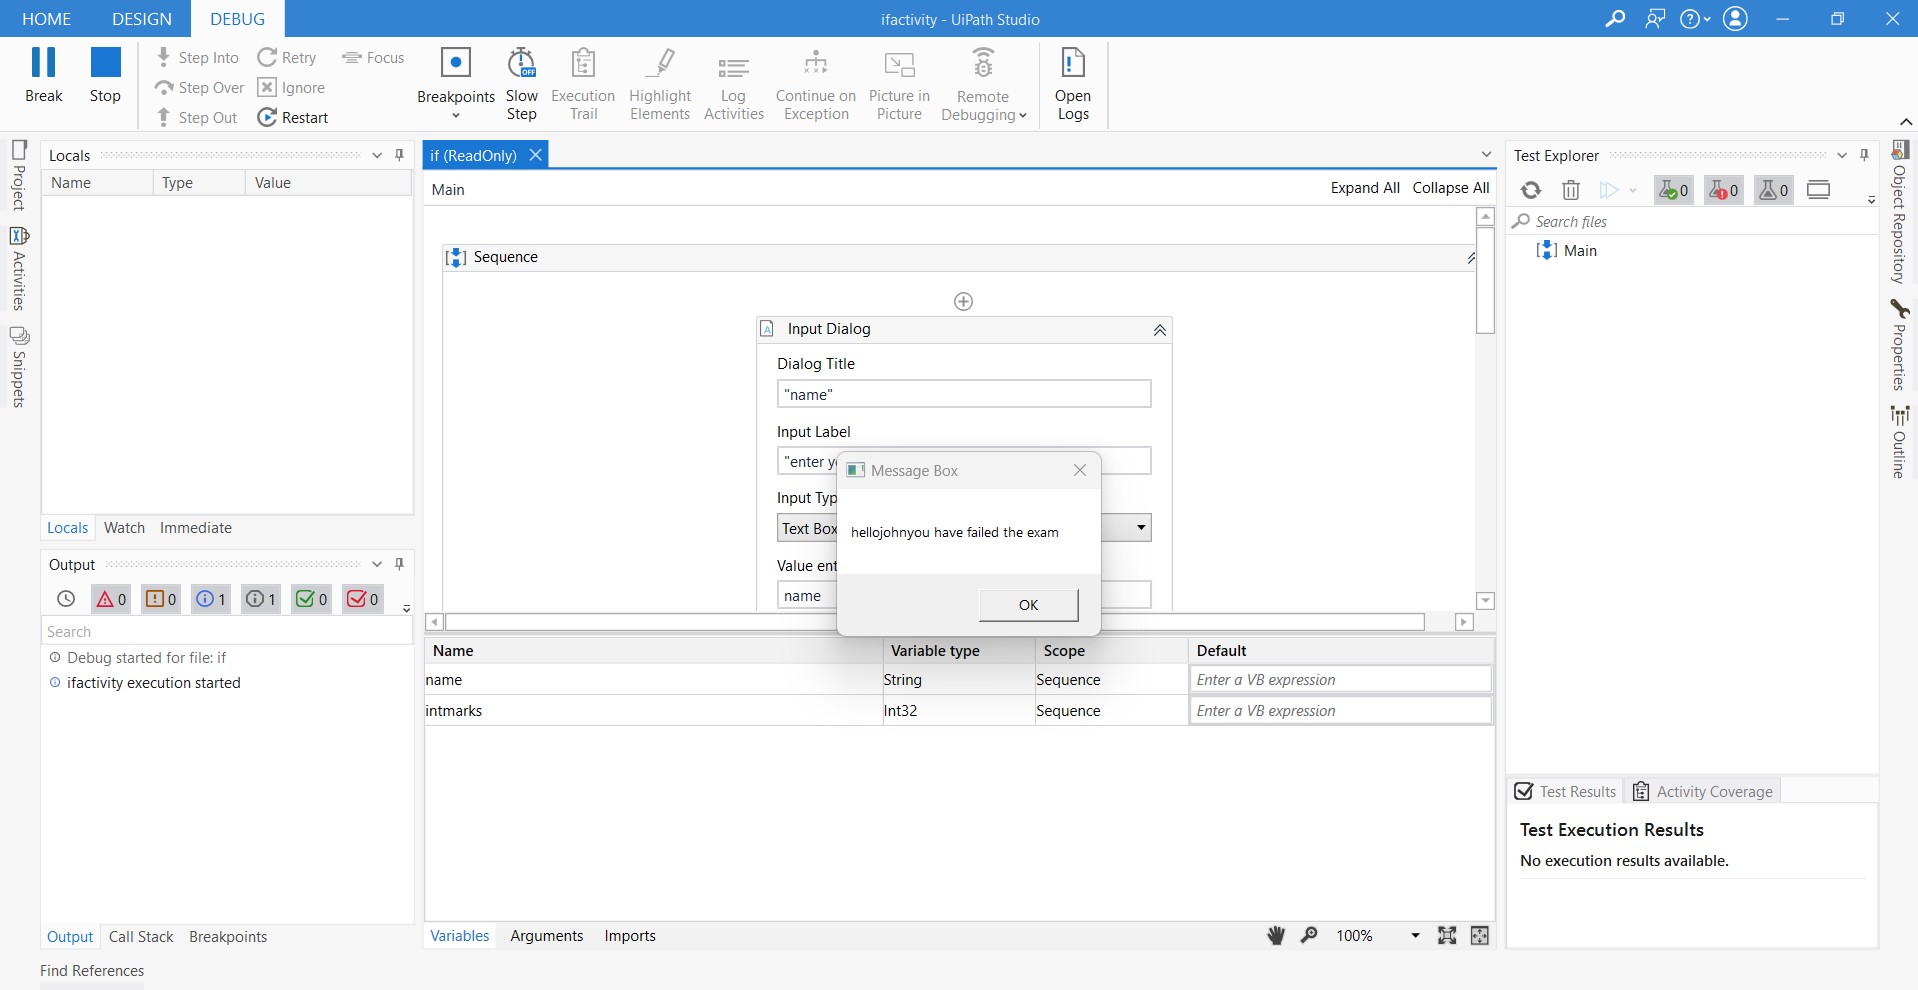 HOME DESIGN DEBUG
ifactivity - UiPath Studio
Break
Stop
Step Into
Step Over
Step Out
Retry
Ignore
Restart
Focus
Breakpoints
Slow
Step
OFF
Execution
Trail
Highlight
Elements
Log
Activities
Continue on
Exception
Picture in
Picture
Remote
Debugging
Open
Logs
Project
Activities
Snippets
Locals
Name Type Value
Locals Watch Immediate
Output
0 0 1 1 0 0
Search
Debug started for file: if
ifactivity execution started
Output Call Stack Breakpoints
Find References
if (ReadOnly)
Main
Expand All Collapse All
Sequence
Input Dialog
Dialog Title
"name"
Input Label
"enter
Input
Text Box
Value
name
Message Box
hellojohnyou have failed the exam
OK
Name Variable type Scope Default
name String Sequence Enter a VB expression
intmarks Int32 Sequence Enter a VB expression
Variables Arguments Imports
100%
Test Explorer
0 0 0
Search files
Main
Test Results Activity Coverage
Test Execution Results
No execution results available.
Object Repository
Properties
Outline